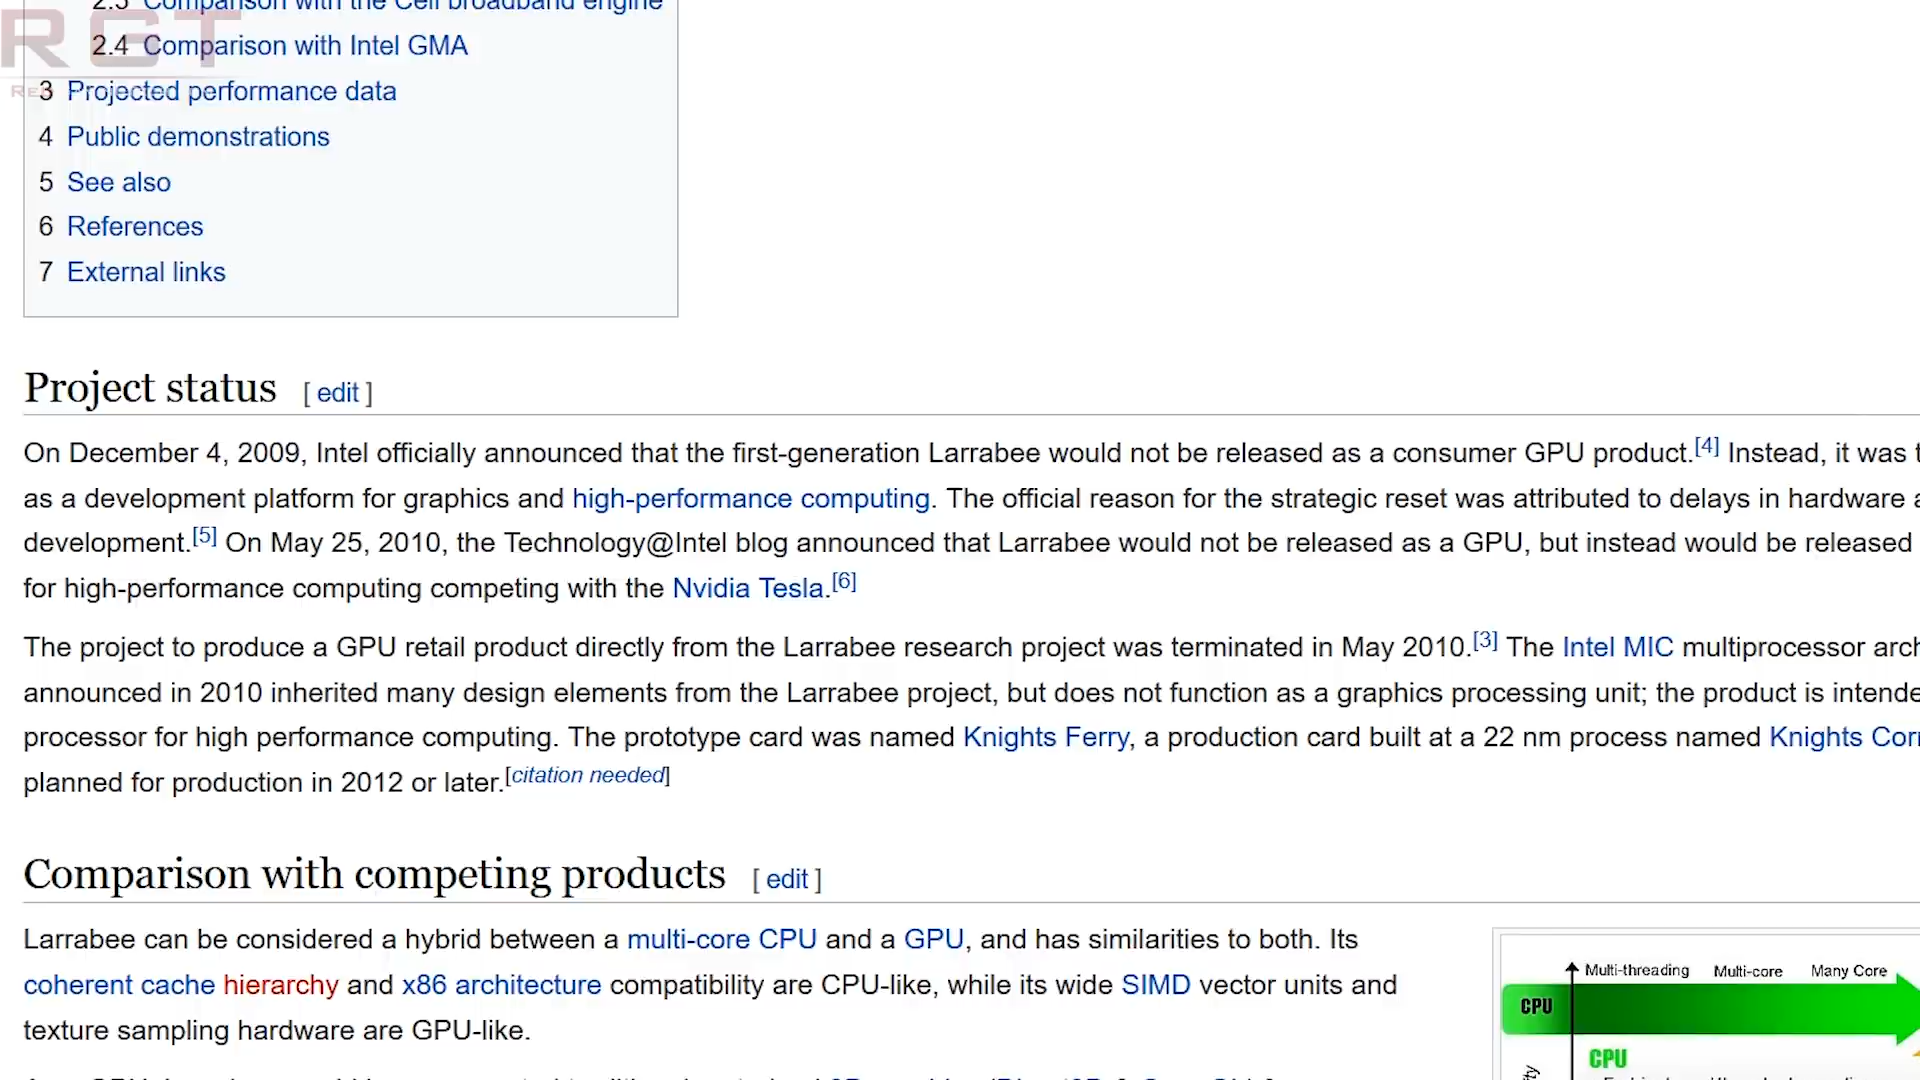 RGT
2.3 Comparison with the Cell broadband engine
2.4 Comparison with Intel GMA
3 Projected performance data
4 Public demonstrations
5 See also
6 References
7 External links
Project status [ edit ]
On December 4, 2009, Intel officially announced that the first-generation Larrabee would not be released as a consumer GPU product.[4] Instead, it was
as a development platform for graphics and high-performance computing. The official reason for the strategic reset was attributed to delays in hardware
development.[5] On May 25, 2010, the Technology@Intel blog announced that Larrabee would not be released as a GPU, but instead would be released
for high-performance computing competing with the Nvidia Tesla.[6]
The project to produce a GPU retail product directly from the Larrabee research project was terminated in May 2010.[3] The Intel MIC multiprocessor arch
announced in 2010 inherited many design elements from the Larrabee project, but does not function as a graphics processing unit; the product is intende
processor for high performance computing. The prototype card was named Knights Ferry, a production card built at a 22 nm process named Knights Cor
planned for production in 2012 or later.[citation needed]
Comparison with competing products [ edit ]
Larrabee can be considered a hybrid between a multi-core CPU and a GPU, and has similarities to both. Its
coherent cache hierarchy and x86 architecture compatibility are CPU-like, while its wide SIMD vector units and
texture sampling hardware are GPU-like.
Multi-threading Multi-core Many Core
CPU
CPU